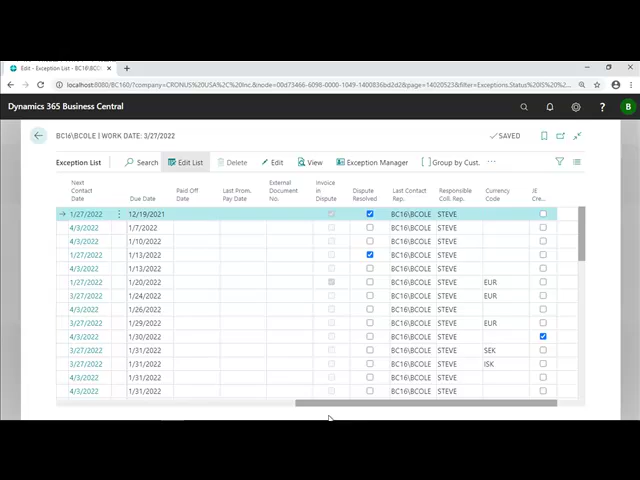 Edit - Exception List - BC16\BCOLE
localhost:8080/BC160/?company=CRONUS%20USA%2C%20Inc.&node=00d73466-6098-0000-1049-1400836bd2d2&page=14020523&filter=Exceptions.Status%20IS%20%
Dynamics 365 Business Central
B
BC16\BCOLE | WORK DATE: 3/27/2022
SAVED
Exception List Search Edit List Delete Edit View Exception Manager Group by Cust. ...
Next Contact Date Due Date Paid Off Date Last Prom. Pay Date External Document No. Invoice in Dispute Dispute Resolved Last Contact Rep. Responsible Coll. Rep. Currency Code JE Cre...
1/27/2022 12/19/2021 BC16\BCOLE STEVE
4/3/2022 1/7/2022 BC16\BCOLE STEVE
4/3/2022 1/10/2022 BC16\BCOLE STEVE
1/27/2022 1/13/2022 BC16\BCOLE STEVE
4/3/2022 1/13/2022 BC16\BCOLE STEVE
1/27/2022 1/20/2022 BC16\BCOLE STEVE EUR
3/27/2022 1/24/2022 BC16\BCOLE STEVE EUR
4/3/2022 1/26/2022 BC16\BCOLE STEVE
3/27/2022 1/29/2022 BC16\BCOLE STEVE EUR
4/3/2022 1/30/2022 BC16\BCOLE STEVE
3/27/2022 1/31/2022 BC16\BCOLE STEVE SEK
3/27/2022 1/31/2022 BC16\BCOLE STEVE ISK
4/3/2022 1/31/2022 BC16\BCOLE STEVE
4/3/2022 1/31/2022 BC16\BCOLE STEVE